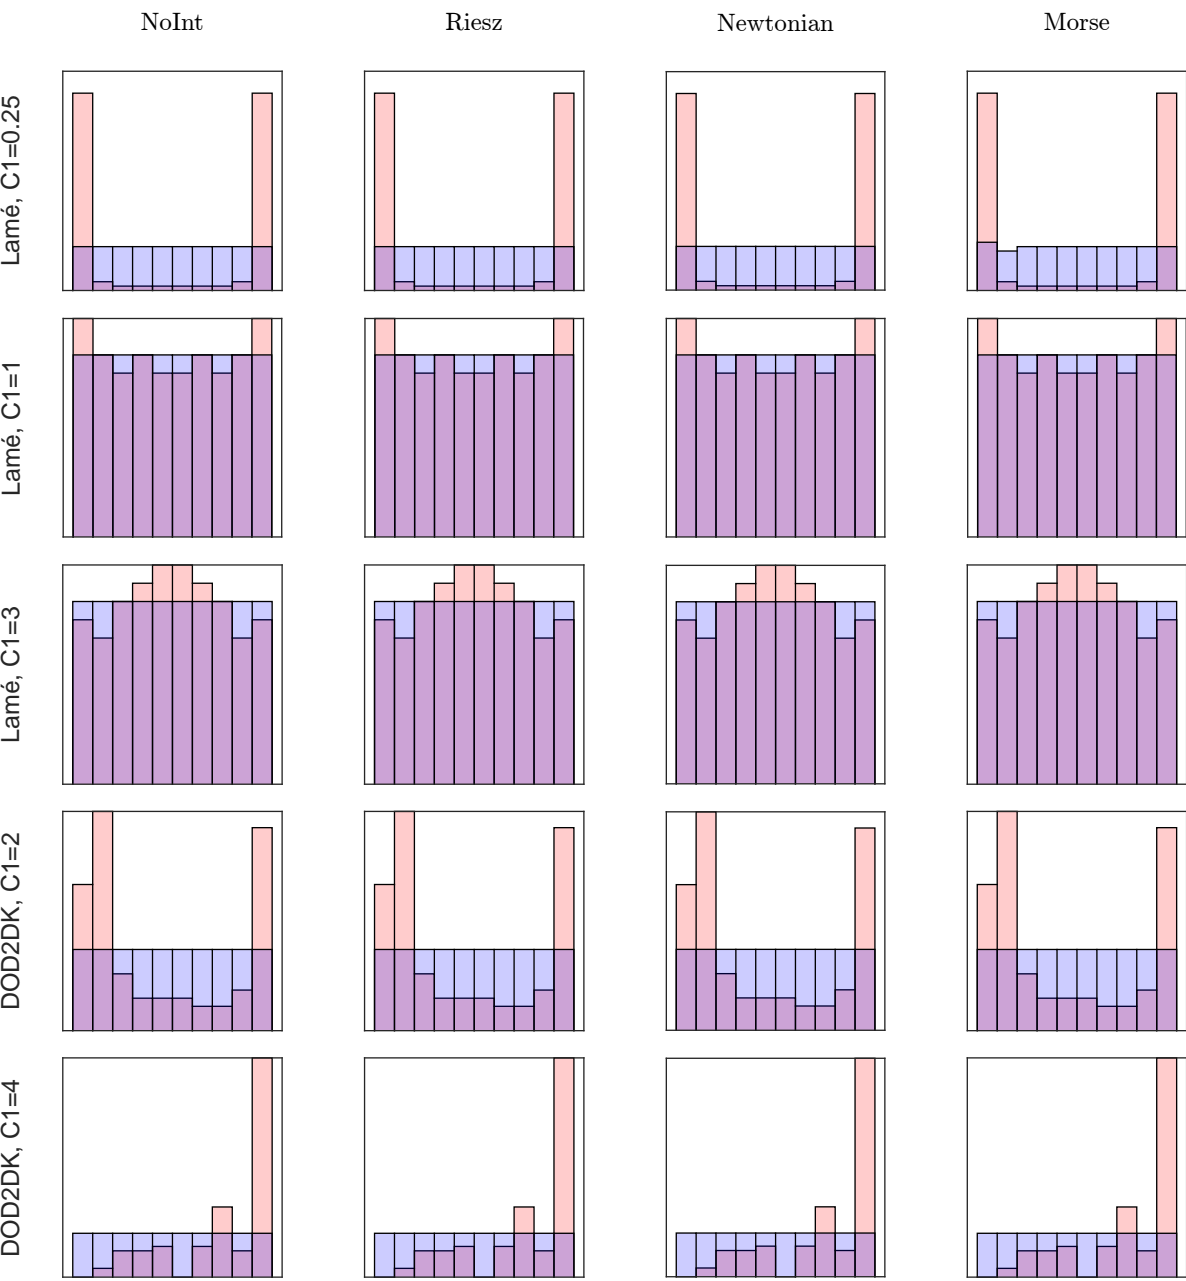 NoInt Riesz Newtonian Morse
Lamé, C1=0.25
Lamé, C1=1
Lamé, C1=3
DOD2DK, C1=2
DOD2DK, C1=4